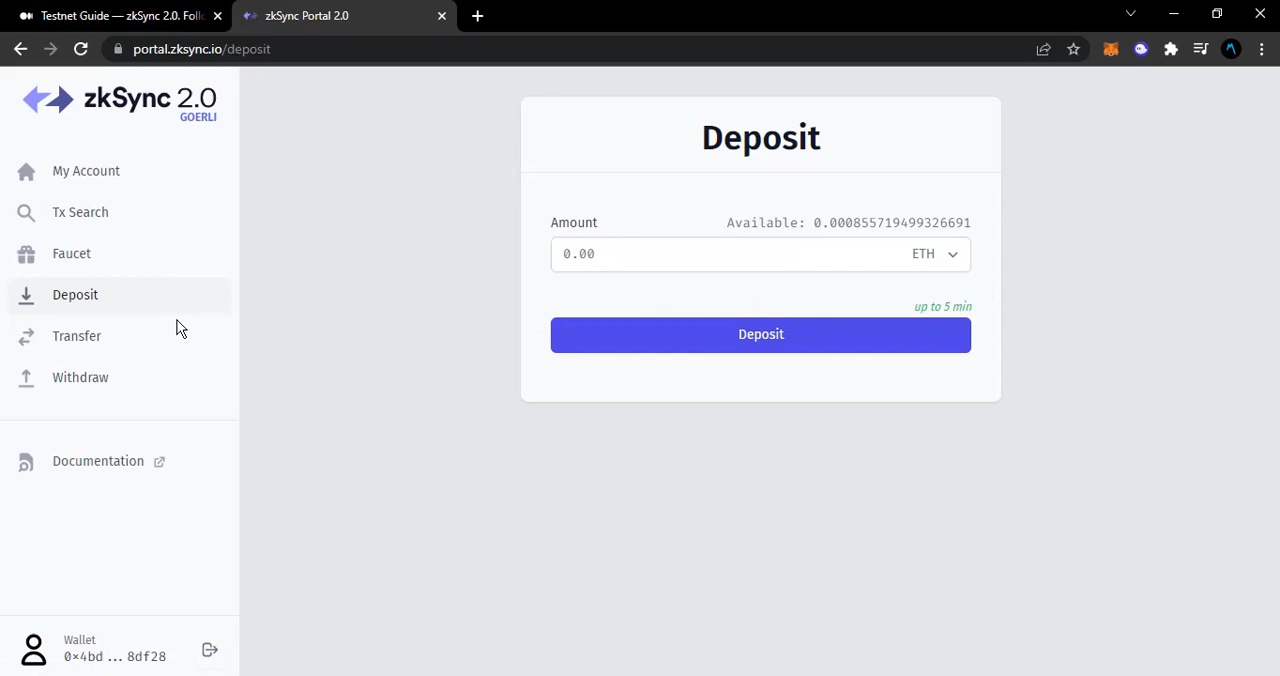 Testnet Guide — zkSync 2.0. Foll
zkSync Portal 2.0
portal.zksync.io/deposit
zkSync 2.0
GOERLI
My Account
Tx Search
Faucet
Deposit
Transfer
Withdraw
Documentation
Wallet
0x4bd ... 8df28
Deposit
Amount
Available: 0.000855719499326691
0.00
ETH
up to 5 min
Deposit